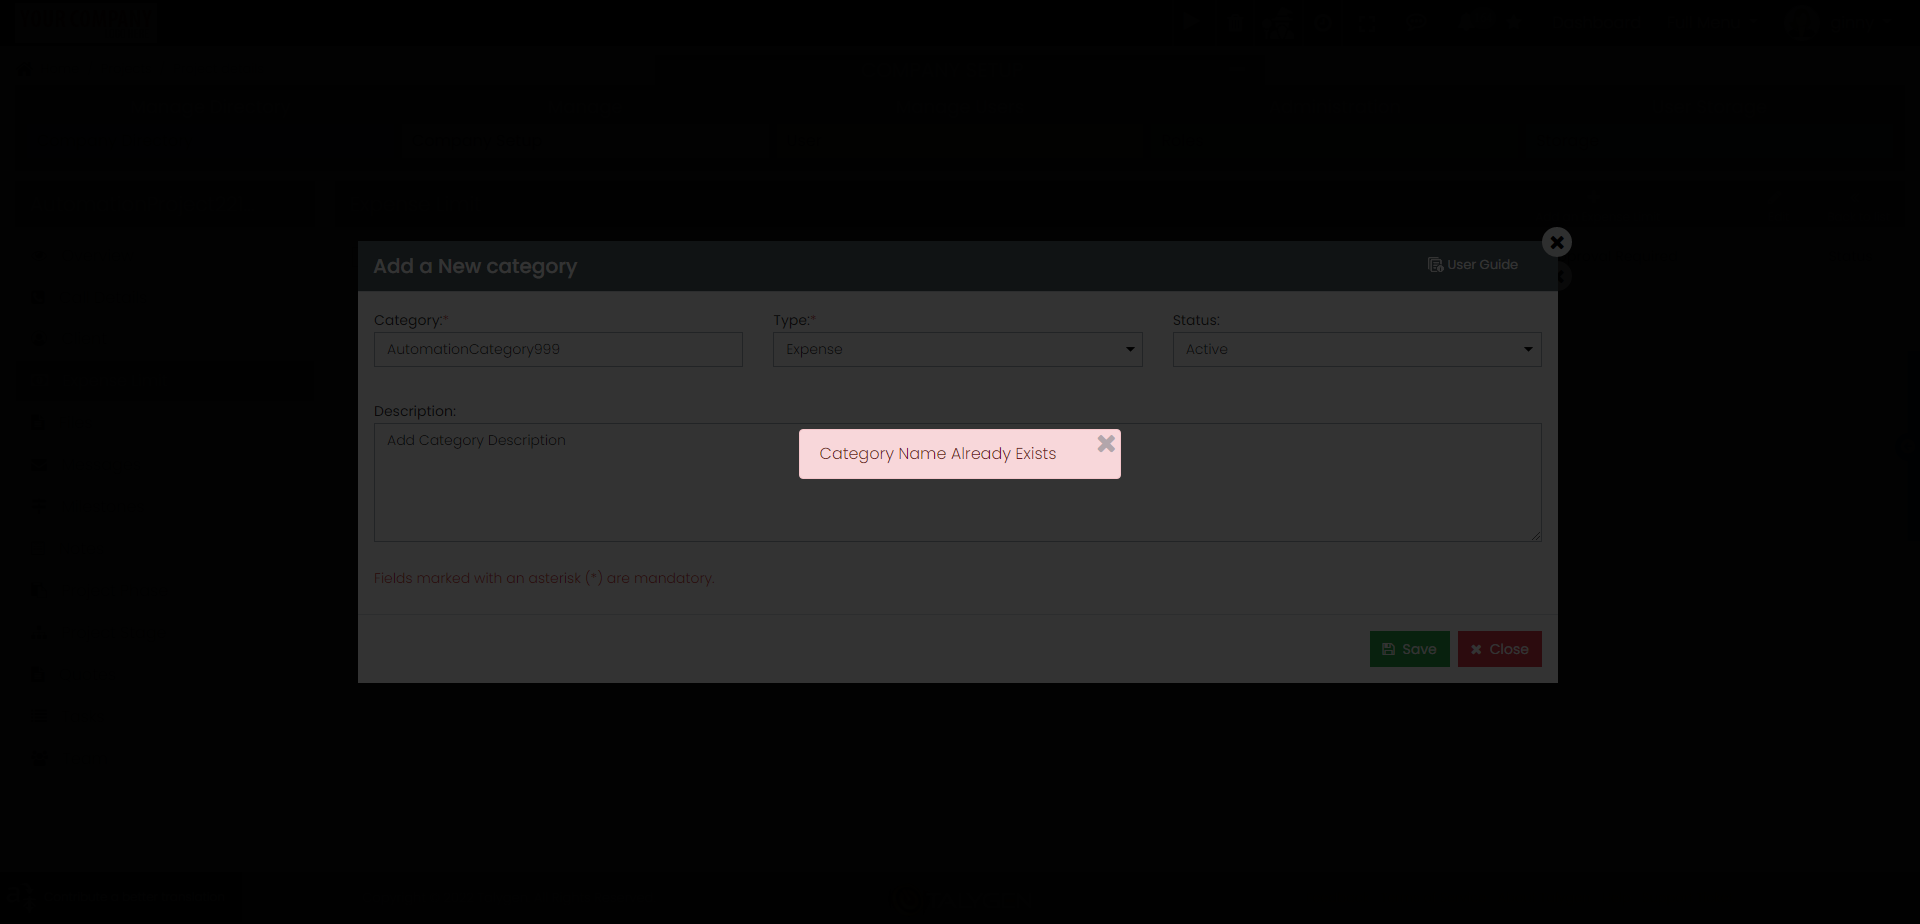 Add a New category
User Guide
Category:*
Type:*
Status:
AutomationCategory999
Expense
Active
Description:
Add Category Description
Category Name Already Exists
Fields marked with an asterisk (*) are mandatory.
Save
Close